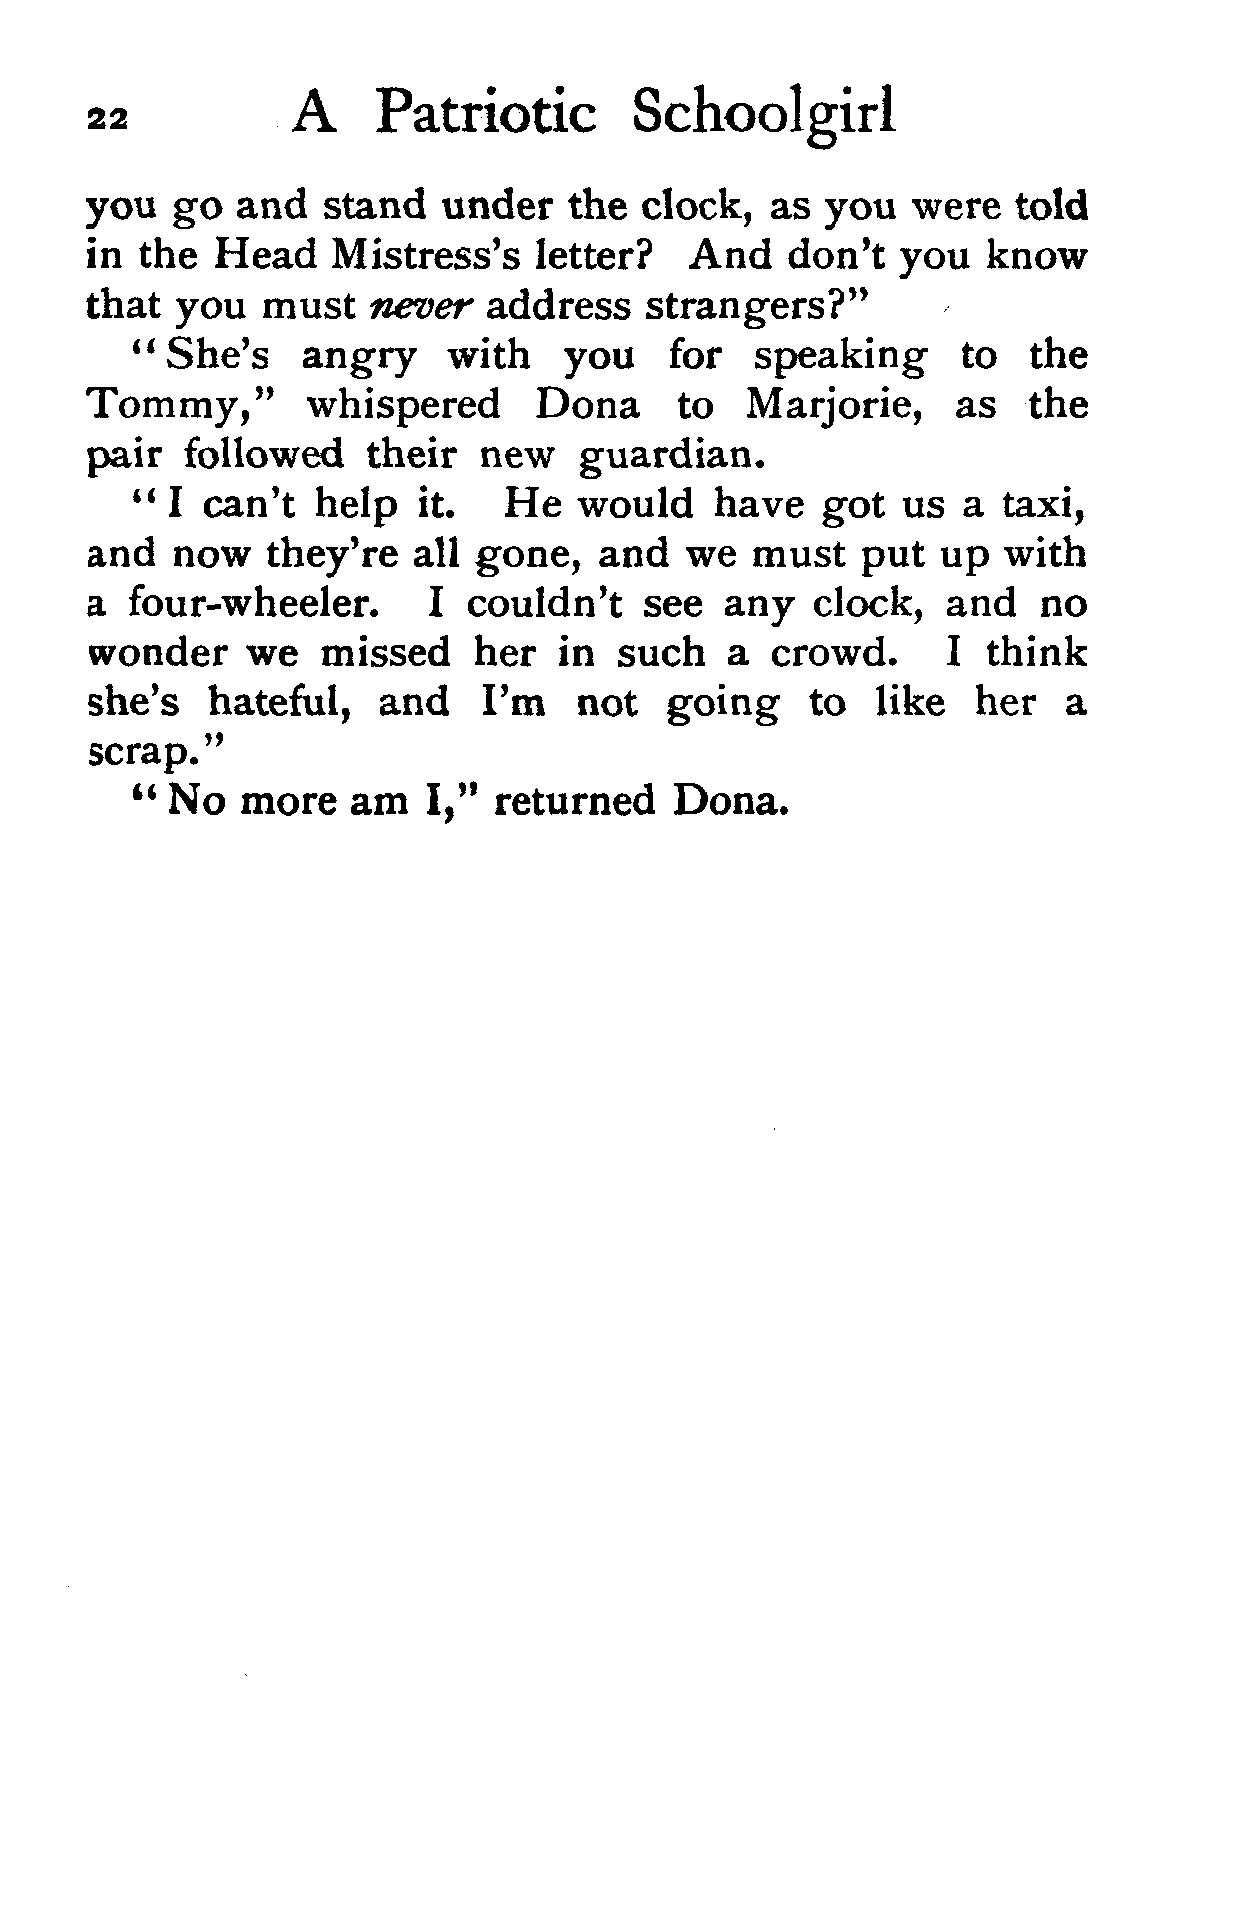 22 A Patriotic Schoolgirl
you go and stand under the clock, as you were told
in the Head Mistress's letter? And don't you know
that you must never address strangers?"
"She's angry with you for speaking to the
Tommy," whispered Dona to Marjorie, as the
pair followed their new guardian.
"I can't help it. He would have got us a taxi,
and now they're all gone, and we must put up with
a four-wheeler. I couldn't see any clock, and no
wonder we missed her in such a crowd. I think
she's hateful, and I'm not going to like her a
scrap."
"No more am I," returned Dona.